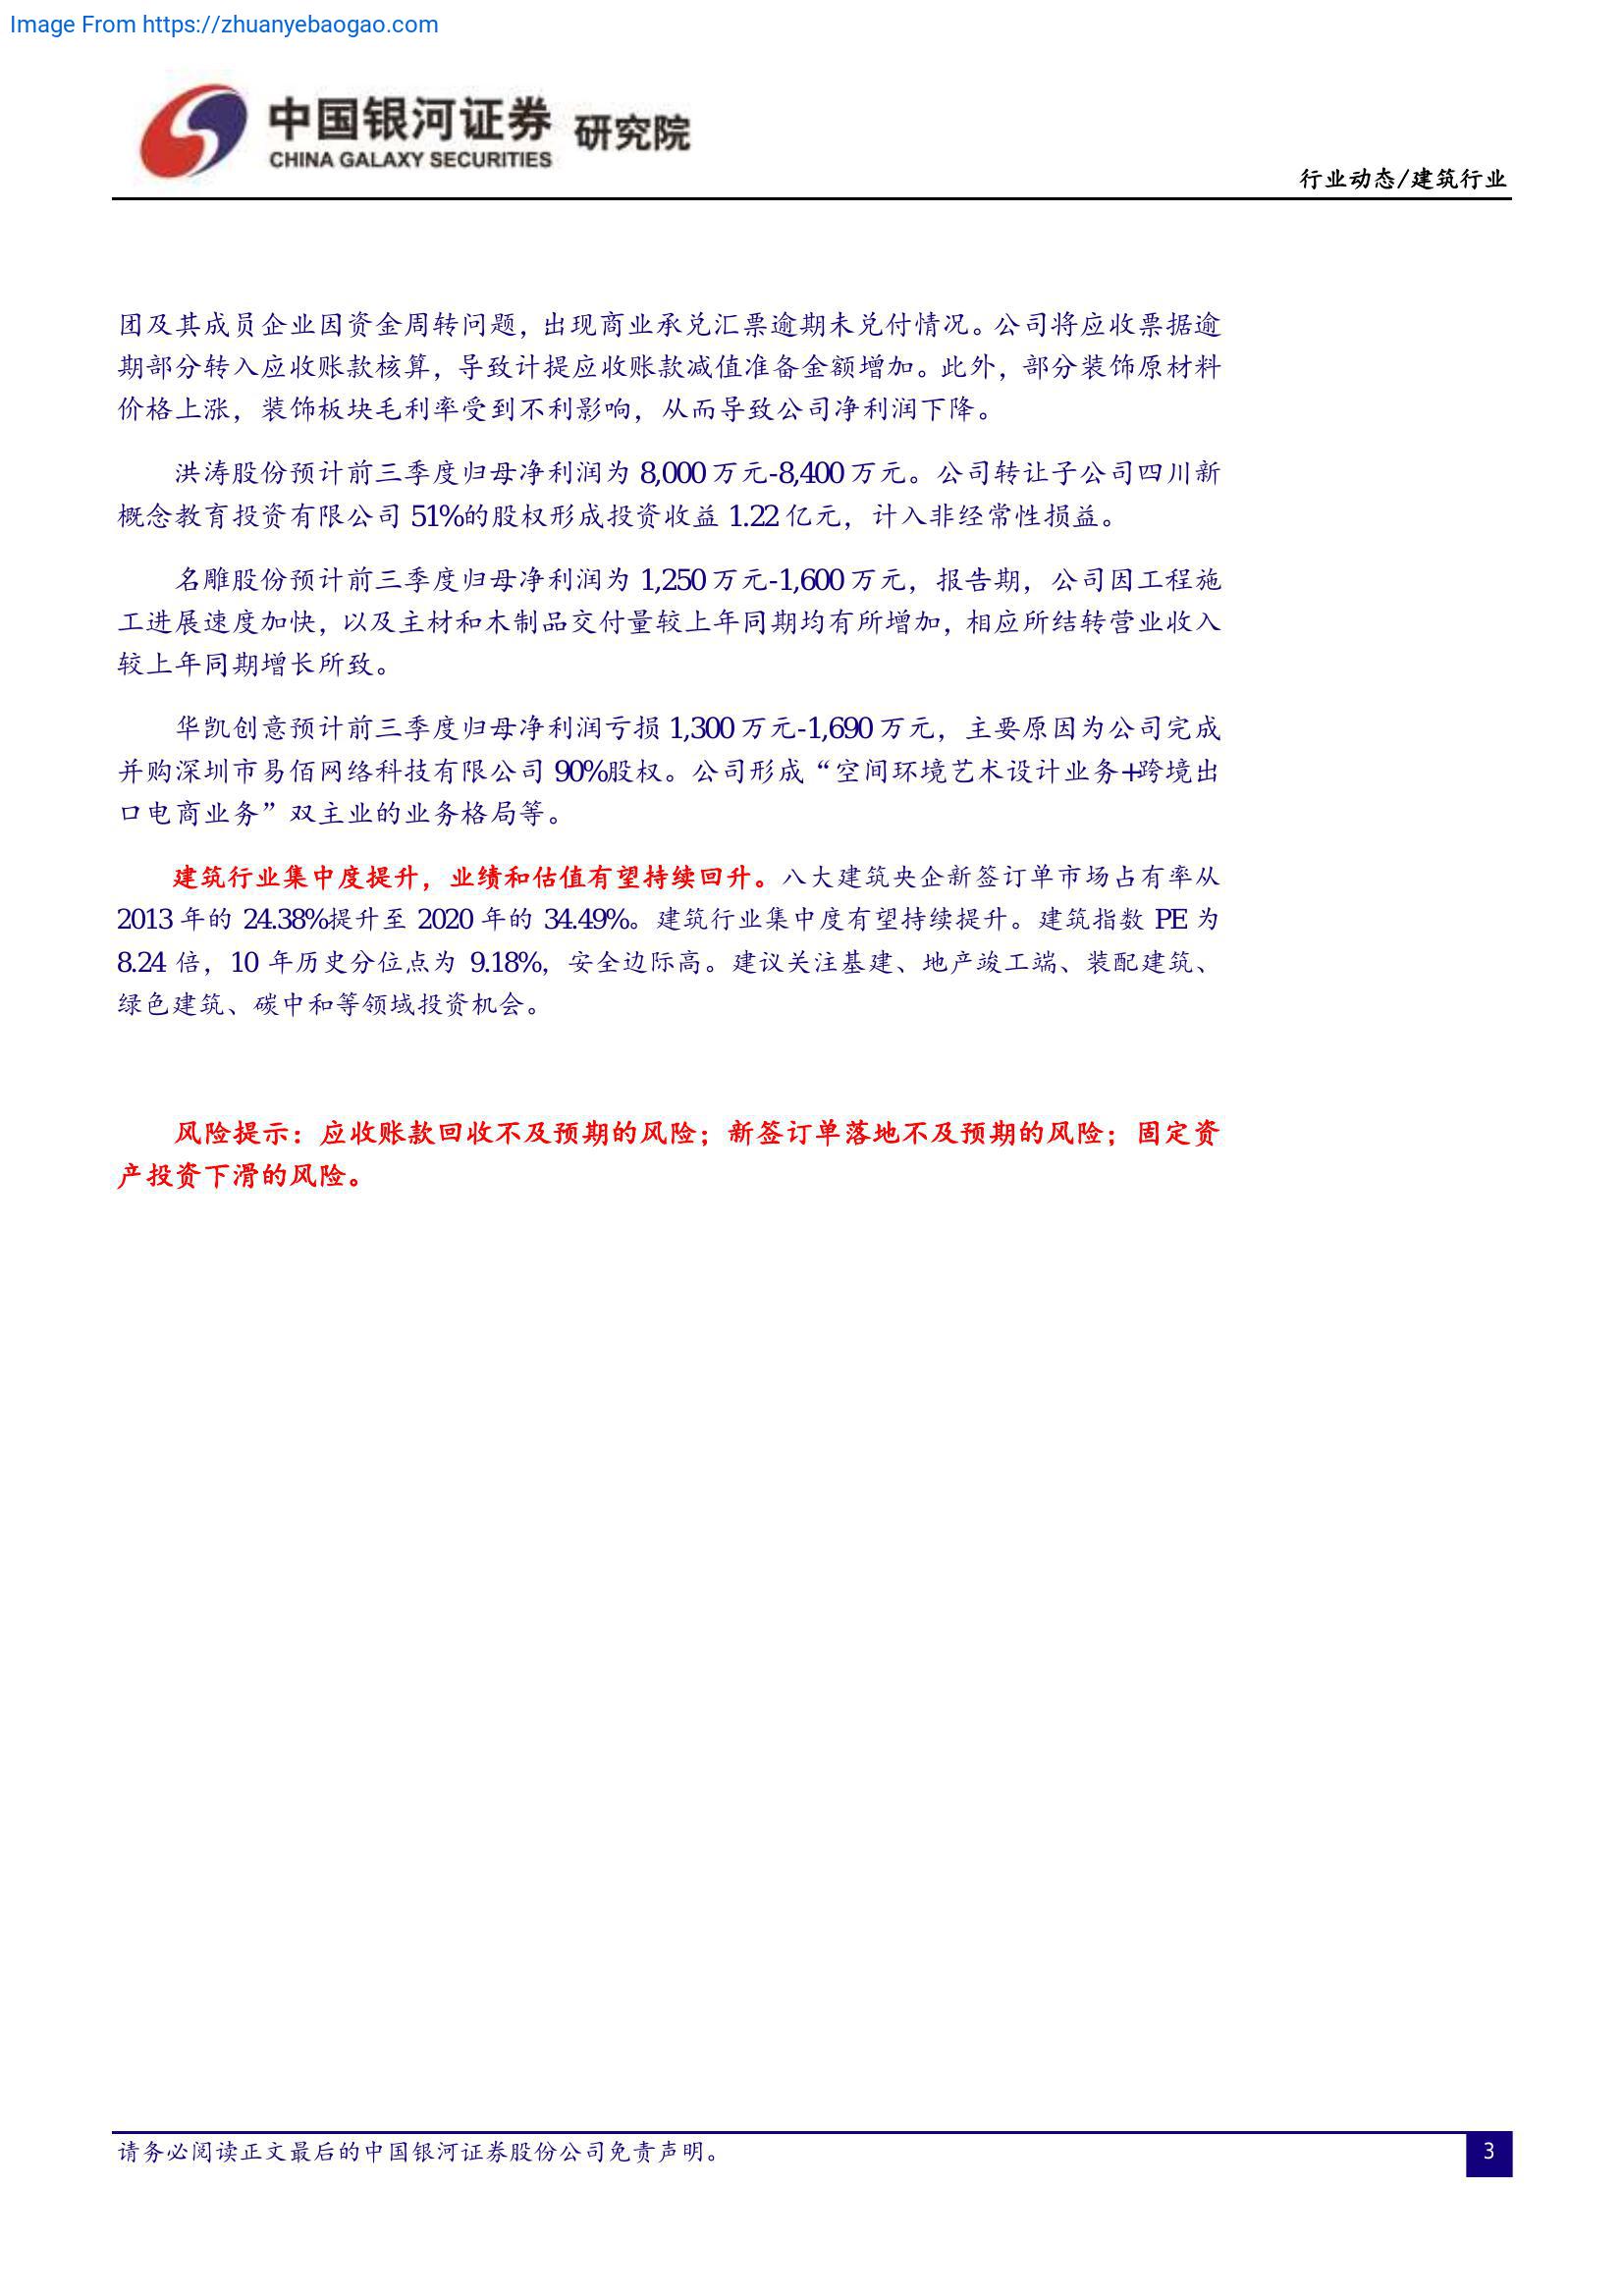 Image From https://zhuanyebaogao.com
中国银河证券 研究院
CHINA GALAXY SECURITIES
行业动态/建筑行业
团及其成员企业因资金周转问题，出现商业承兑汇票逾期未兑付情况。公司将应收票据逾
期部分转入应收账款核算，导致计提应收账款减值准备金额增加。此外，部分装饰原材料
价格上涨，装饰板块毛利率受到不利影响，从而导致公司净利润下降。
洪涛股份预计前三季度归母净利润为 8,000 万元-8,400 万元。公司转让子公司四川新
概念教育投资有限公司 51%的股权形成投资收益 1.22 亿元，计入非经常性损益。
名雕股份预计前三季度归母净利润为 1,250 万元-1,600 万元，报告期，公司因工程施
工进展速度加快，以及主材和木制品交付量较上年同期均有所增加，相应所结转营业收入
较上年同期增长所致。
华凯创意预计前三季度归母净利润亏损 1,300 万元-1,690 万元，主要原因为公司完成
并购深圳市易佰网络科技有限公司 90%股权。公司形成“空间环境艺术设计业务+跨境出
口电商业务”双主业的业务格局等。
建筑行业集中度提升，业绩和估值有望持续回升。八大建筑央企新签订单市场占有率从
2013 年的 24.38%提升至 2020 年的 34.49%。建筑行业集中度有望持续提升。建筑指数 PE 为
8.24 倍，10 年历史分位点为 9.18%，安全边际高。建议关注基建、地产竣工端、装配建筑、
绿色建筑、碳中和等领域投资机会。
风险提示：应收账款回收不及预期的风险；新签订单落地不及预期的风险；固定资
产投资下滑的风险。
请务必阅读正文最后的中国银河证券股份公司免责声明。
3